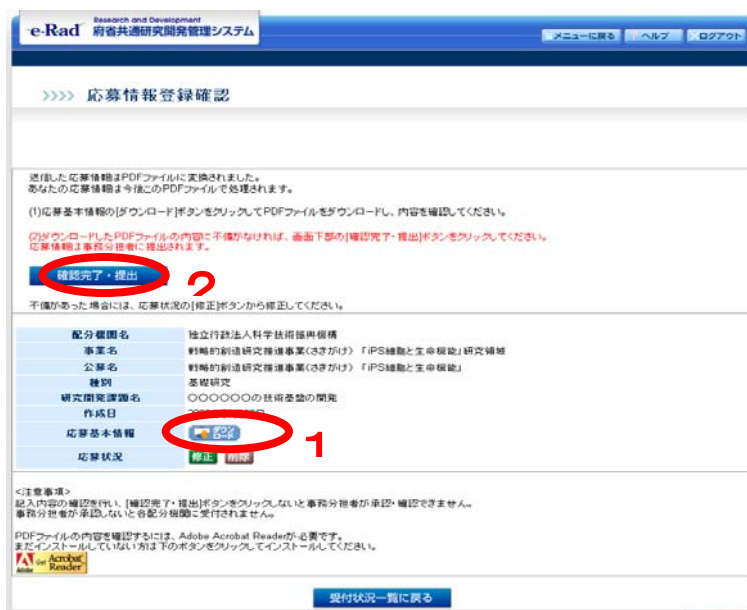 e-Rad
Research and Development
府省共通研究開発管理システム
メニューに戻る ヘルプ ログアウト
>>>> 応募情報登録確認
送信した応募情報はPDFファイルに変換されました。
あなたの応募情報は今後このPDFファイルで処理されます。
(1)応募基本情報の[ダウンロード]ボタンをクリックしてPDFファイルをダウンロードし、内容を確認してください。
(2)ダウンロードしたPDFファイルの内容に不備がなければ、画面下部の[確認完了・提出]ボタンをクリックしてください。
応募情報は事務分担者に提出されます。
確認完了・提出
2
不備があった場合には、応募状況の[修正]ボタンから修正してください。
配分機関名 独立行政法人科学技術振興機構
事業名 戦略的創造研究推進事業(さきがけ) 「iPS細胞と生命機能」研究領域
公募名 戦略的創造研究推進事業(さきがけ) 「iPS細胞と生命機能」
種別 基礎研究
研究開発課題名 ○○○○○○の技術基盤の開発
作成日
応募基本情報 ダウンロード 1
応募状況 修正 削除
<注意事項>
記入内容の確認を行い、[確認完了・提出]ボタンをクリックしないと事務分担者が承認・確認できません。
事務分担者が承認しないと各配分機関に受付されません。
PDFファイルの内容を確認するには、Adobe Acrobat Readerが必要です。
まだインストールしていない方は下のボタンをクリックしてインストールしてください。
Adobe Get Acrobat Reader
受付状況一覧に戻る